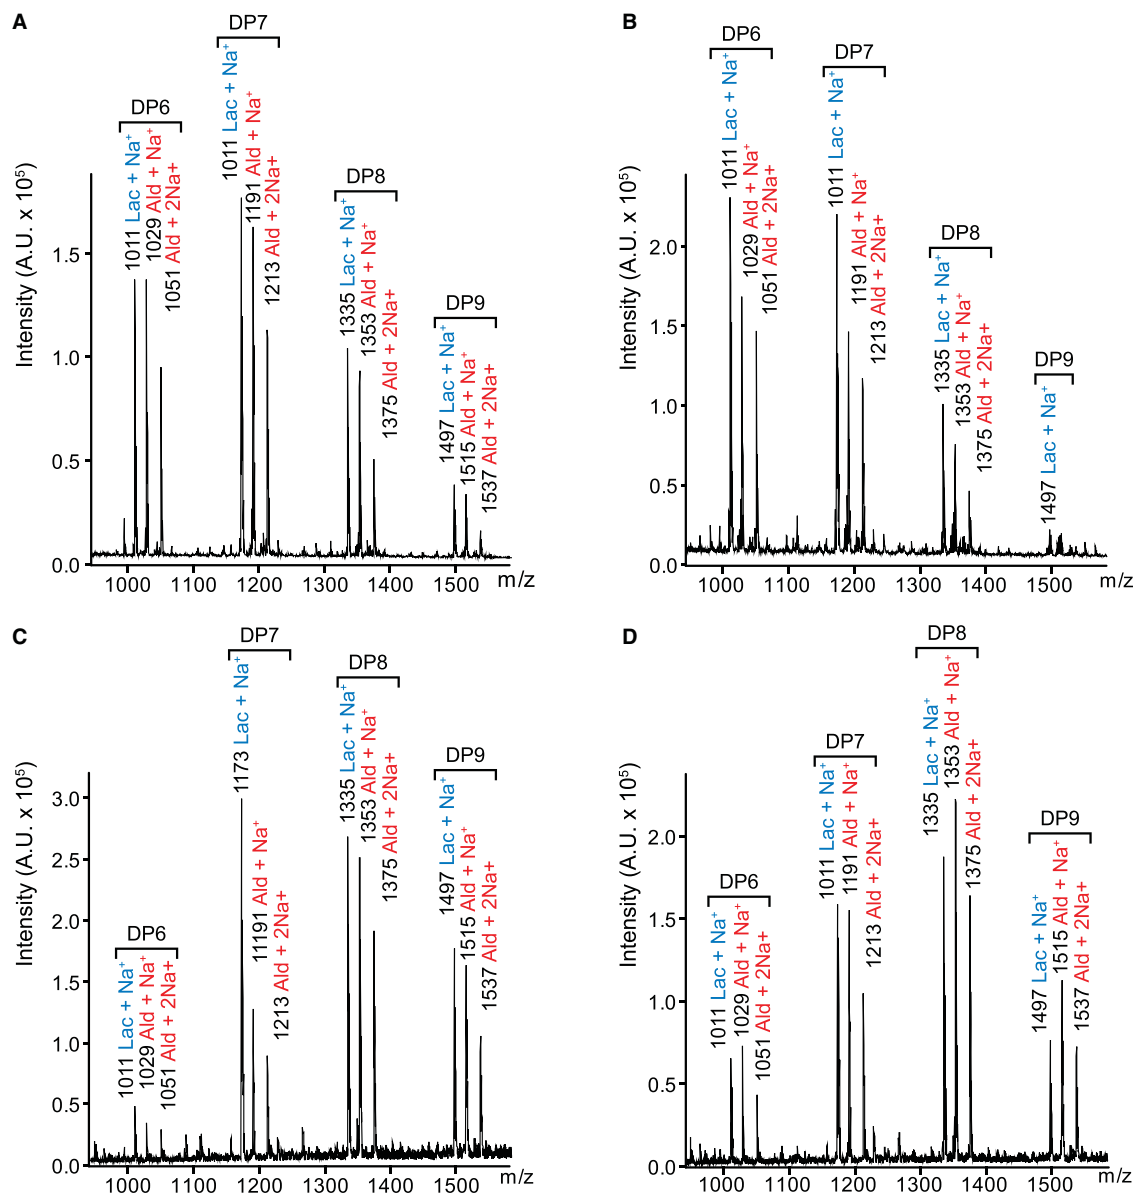 A
DP6
1011 Lac + Na⁺
1029 Ald + Na⁺
1051 Ald + 2Na+
DP7
1011 Lac + Na⁺
1191 Ald + Na⁺
1213 Ald + 2Na+
DP8
1335 Lac + Na⁺
1353 Ald + Na⁺
1375 Ald + 2Na+
DP9
1497 Lac + Na⁺
1515 Ald + Na⁺
1537 Ald + 2Na+
Intensity (A.U. x 10⁵)
1.5
1.0
0.5
0.0
1000 1100 1200 1300 1400 1500 m/z
B
DP6
1011 Lac + Na⁺
1029 Ald + Na⁺
1051 Ald + 2Na+
DP7
1011 Lac + Na⁺
1191 Ald + Na⁺
1213 Ald + 2Na+
DP8
1335 Lac + Na⁺
1353 Ald + Na⁺
1375 Ald + 2Na+
DP9
1497 Lac + Na⁺
Intensity (A.U. x 10⁵)
2.0
1.5
1.0
0.5
0.0
1000 1100 1200 1300 1400 1500 m/z
C
DP6
1011 Lac + Na⁺
1029 Ald + Na⁺
1051 Ald + 2Na+
DP7
1173 Lac + Na⁺
11191 Ald + Na⁺
1213 Ald + 2Na+
DP8
1335 Lac + Na⁺
1353 Ald + Na⁺
1375 Ald + 2Na+
DP9
1497 Lac + Na⁺
1515 Ald + Na⁺
1537 Ald + 2Na+
Intensity (A.U. x 10⁵)
3.0
2.5
2.0
1.5
1.0
0.5
0.0
1000 1100 1200 1300 1400 1500 m/z
D
DP6
1011 Lac + Na⁺
1029 Ald + Na⁺
1051 Ald + 2Na+
DP7
1011 Lac + Na⁺
1191 Ald + Na⁺
1213 Ald + 2Na+
DP8
1335 Lac + Na⁺
1353 Ald + Na⁺
1375 Ald + 2Na+
DP9
1497 Lac + Na⁺
1515 Ald + Na⁺
1537 Ald + 2Na+
Intensity (A.U. x 10⁵)
2.0
1.5
1.0
0.5
0.0
1000 1100 1200 1300 1400 1500 m/z